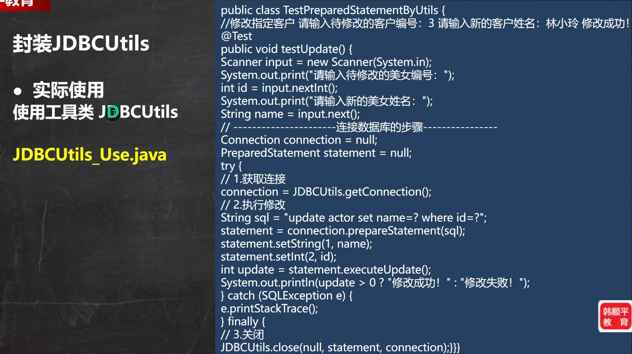 教育
封装JDBCUtils
● 实际使用
使用工具类 JDBCUtils
JDBCUtils_Use.java
public class TestPreparedStatementByUtils {
//修改指定客户 请输入待修改的客户编号：3 请输入新的客户姓名：林小玲 修改成功！
@Test
public void testUpdate() {
Scanner input = new Scanner(System.in);
System.out.print("请输入待修改的美女编号：");
int id = input.nextInt();
System.out.print("请输入新的美女姓名：");
String name = input.next();
// ----------------------连接数据库的步骤----------------
Connection connection = null;
PreparedStatement statement = null;
try {
// 1.获取连接
connection = JDBCUtils.getConnection();
// 2.执行修改
String sql = "update actor set name=? where id=?";
statement = connection.prepareStatement(sql);
statement.setString(1, name);
statement.setInt(2, id);
int update = statement.executeUpdate();
System.out.println(update > 0 ? "修改成功！" : "修改失败！");
} catch (SQLException e) {
e.printStackTrace();
} finally {
// 3.关闭
JDBCUtils.close(null, statement, connection);}}}
韩顺平
教 育